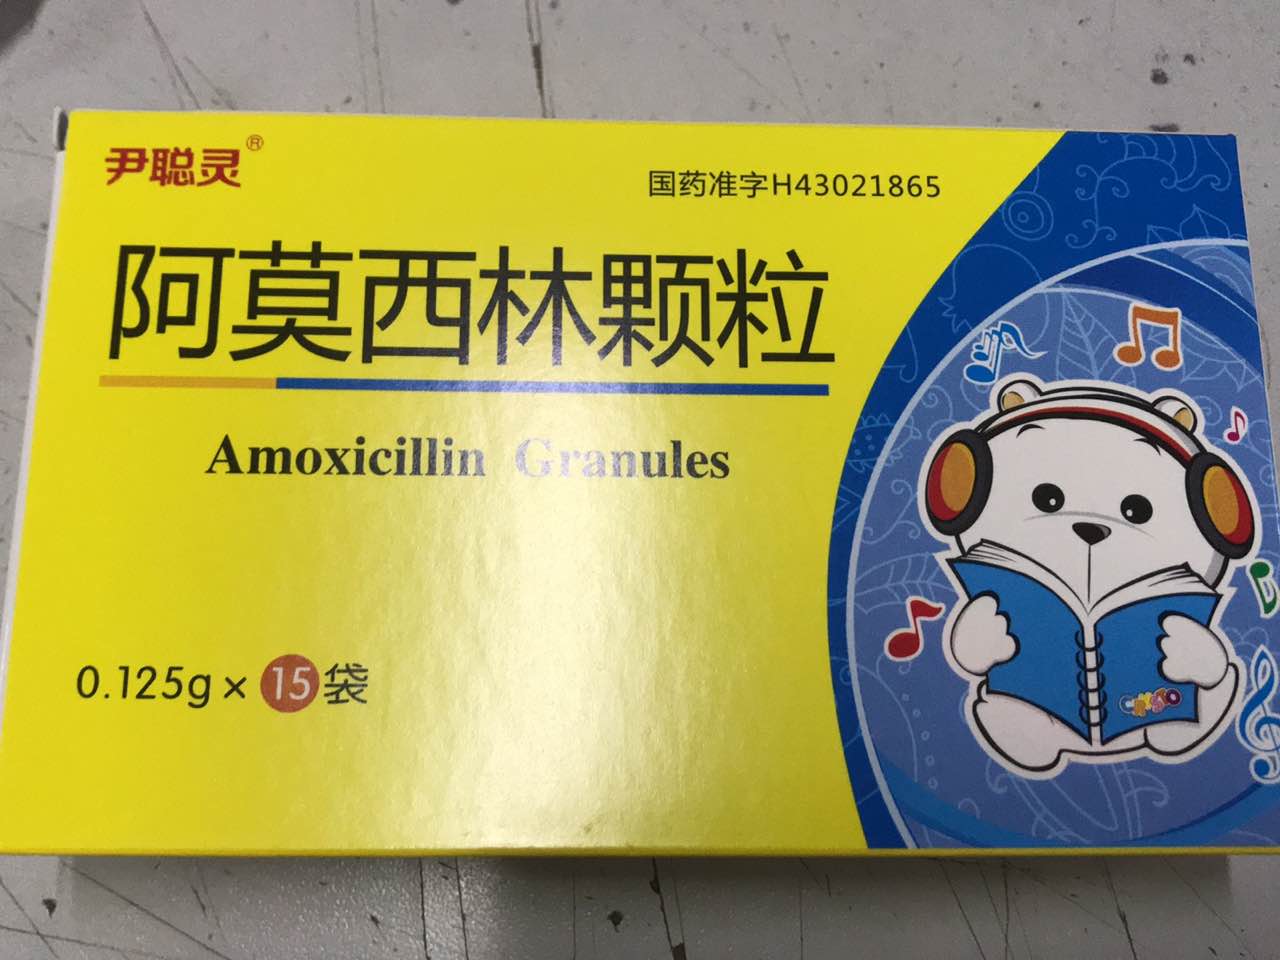 尹聪灵®
国药准字H43021865
阿莫西林颗粒
Amoxicillin Granules
0.125g×15袋